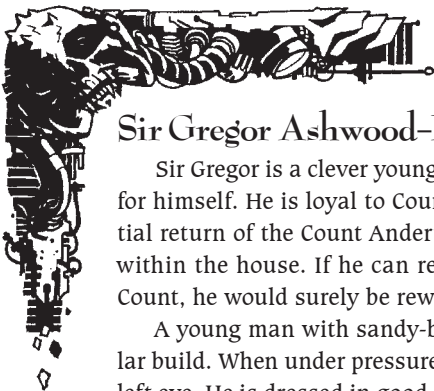 Sir Gregor Ashwood–
Sir Gregor is a clever young
for himself. He is loyal to Cou
tial return of the Count Ander
within the house. If he can re
Count, he would surely be rew
A young man with sandy-b
lar build. When under pressure
left eye. He is dressed in good